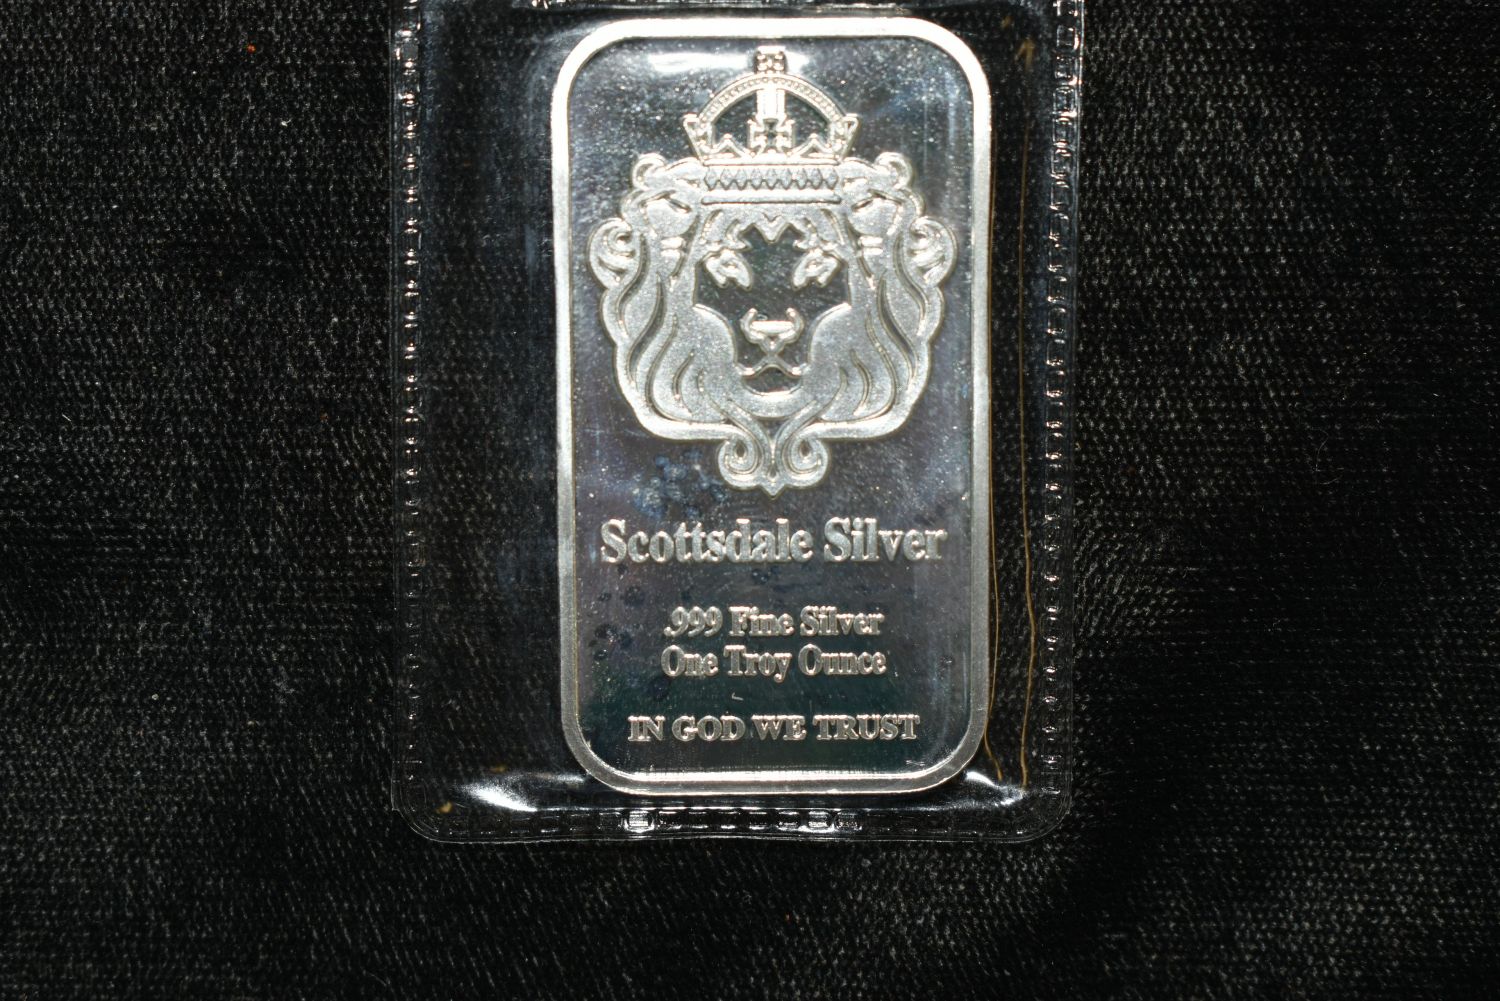 Scottsdale Silver
.999 Fine Silver
One Troy Ounce
IN GOD WE TRUST